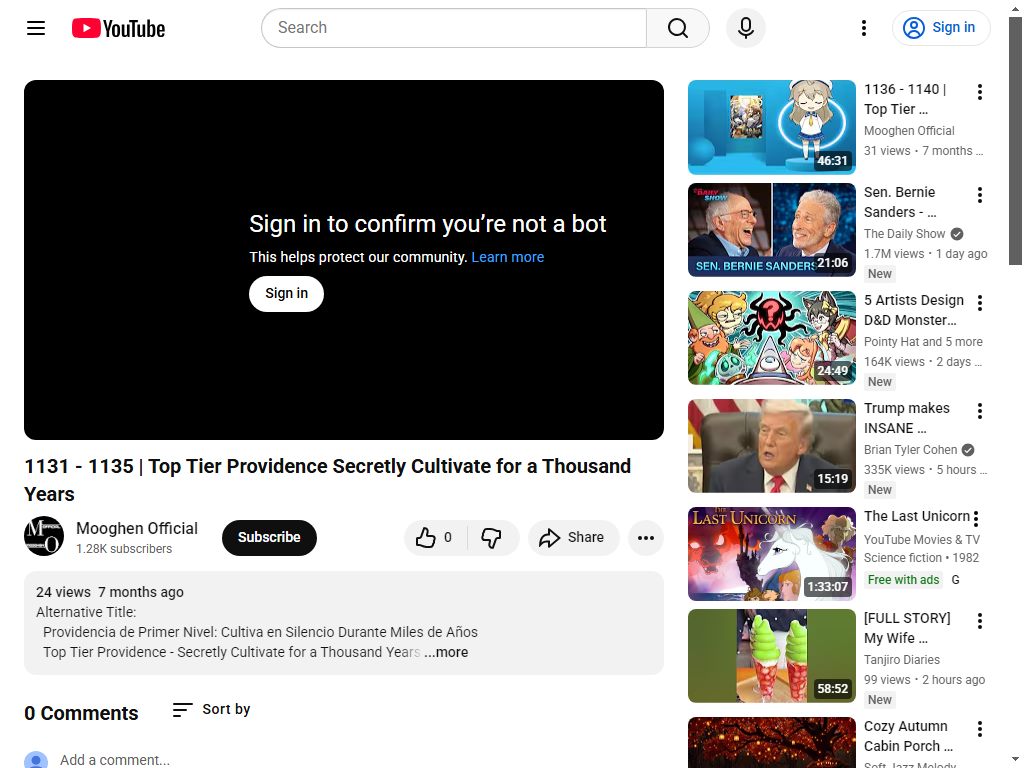 YouTube
Search
Sign in
Sign in to confirm you’re not a bot
This helps protect our community. Learn more
Sign in
1131 - 1135 | Top Tier Providence Secretly Cultivate for a Thousand
Years
Mooghen Official
1.28K subscribers
Subscribe
0
Share
24 views 7 months ago
Alternative Title:
Providencia de Primer Nivel: Cultiva en Silencio Durante Miles de Años
Top Tier Providence - Secretly Cultivate for a Thousand Years ...more
0 Comments
Sort by
Add a comment...
46:31
1136 - 1140 |
Top Tier ...
Mooghen Official
31 views • 7 months ...
THE DAILY SHOW
SEN. BERNIE SANDERS
21:06
Sen. Bernie
Sanders - ...
The Daily Show
1.7M views • 1 day ago
New
24:49
5 Artists Design
D&D Monster...
Pointy Hat and 5 more
164K views • 2 days ...
New
15:19
Trump makes
INSANE ...
Brian Tyler Cohen
335K views • 5 hours ...
New
THE LAST UNICORN
1:33:07
The Last Unicorn
YouTube Movies & TV
Science fiction • 1982
Free with ads G
58:52
[FULL STORY]
My Wife ...
Tanjiro Diaries
99 views • 2 hours ago
New
Cozy Autumn
Cabin Porch ...
Soft Jazz Melody